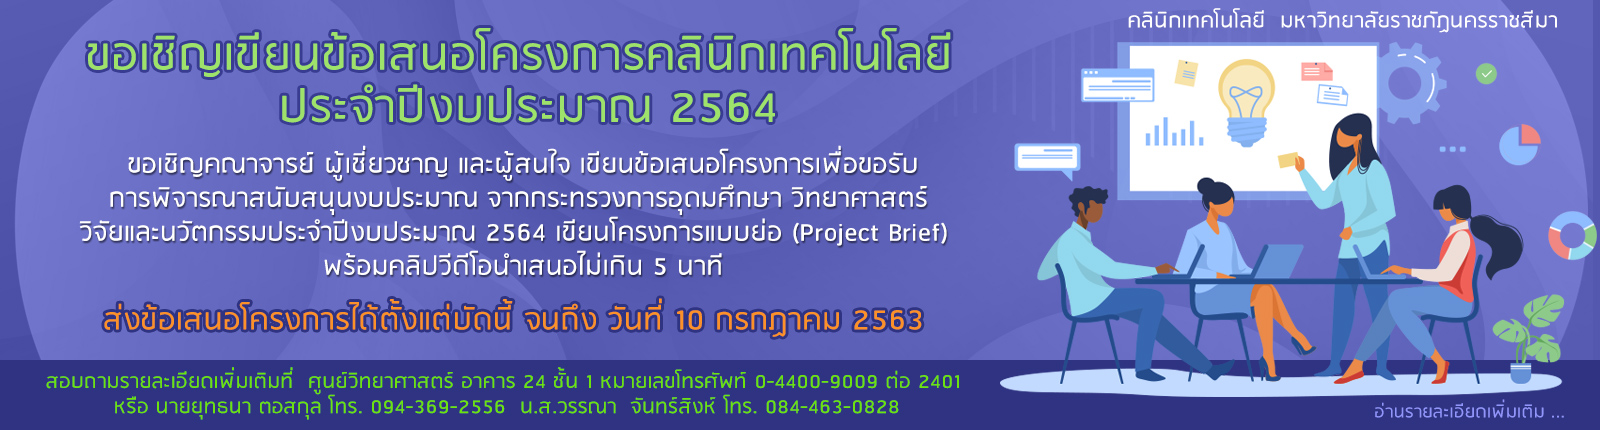 คลินิกเทคโนโลยี มหาวิทยาลัยราชภัฏนครราชสีมา
ขอเชิญเขียนข้อเสนอโครงการคลินิกเทคโนโลยี
ประจำปีงบประมาณ 2564
ขอเชิญคณาจารย์ ผู้เชี่ยวชาญ และผู้สนใจ เขียนข้อเสนอโครงการเพื่อขอรับ
การพิจารณาสนับสนุนงบประมาณ จากกระทรวงการอุดมศึกษา วิทยาศาสตร์
วิจัยและนวัตกรรมประจำปีงบประมาณ 2564 เขียนโครงการแบบย่อ (Project Brief)
พร้อมคลิปวีดีโอนำเสนอไม่เกิน 5 นาที
ส่งข้อเสนอโครงการได้ตั้งแต่บัดนี้ จนถึง วันที่ 10 กรกฎาคม 2563
สอบถามรายละเอียดเพิ่มเติมที่ ศูนย์วิทยาศาสตร์ อาคาร 24 ชั้น 1 หมายเลขโทรศัพท์ 0-4400-9009 ต่อ 2401
หรือ นายยุทธนา ตอสกุล โทร. 094-369-2556 น.ส.วรรณา จันทร์สิงห์ โทร. 084-463-0828
อ่านรายละเอียดเพิ่มเติม ...